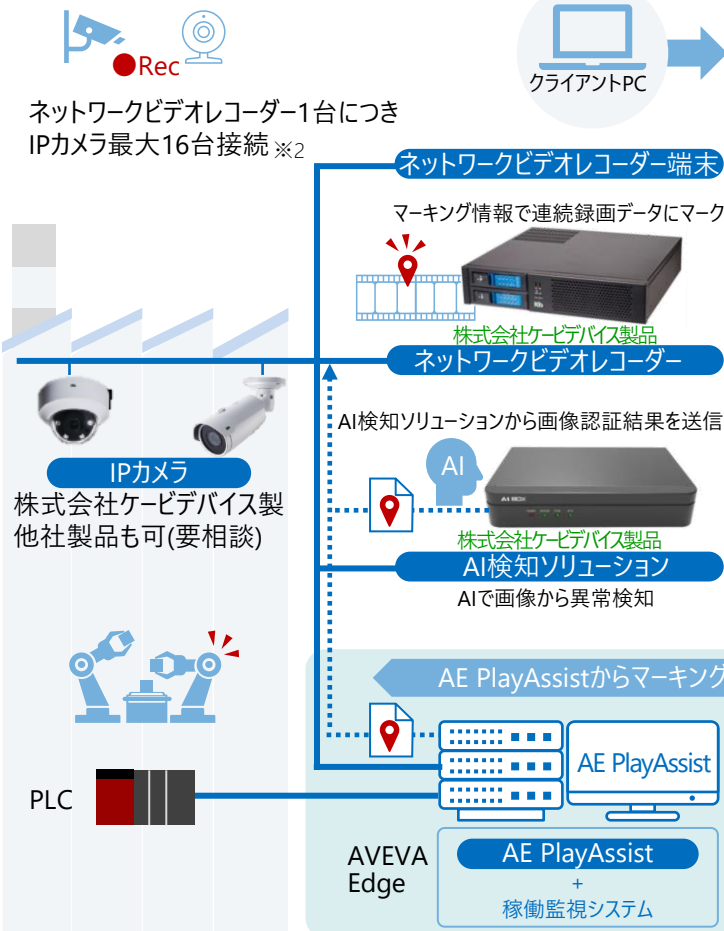 Rec
クライアントPC
ネットワークビデオレコーダー1台につき
IPカメラ最大16台接続 ※2
ネットワークビデオレコーダー端末
マーキング情報で連続録画データにマーク
株式会社ケービデバイス製品
ネットワークビデオレコーダー
AI検知ソリューションから画像認証結果を送信
AI
AI BOX
IPカメラ
株式会社ケービデバイス製
他社製品も可(要相談)
株式会社ケービデバイス製品
AI検知ソリューション
AIで画像から異常検知
AE PlayAssistからマーキング
AE PlayAssist
PLC
AVEVA
Edge
AE PlayAssist
+
稼働監視システム